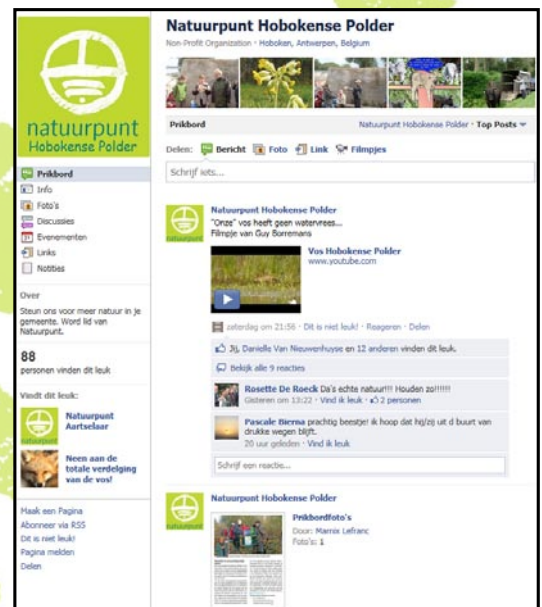 natuurpunt
Hobokense Polder
Prikbord
Info
Foto's
Discussies
Evenementen
Links
Notities
Over
Steun ons voor meer natuur in je
gemeente. Word lid van
Natuurpunt.
88
personen vinden dit leuk
Vindt dit leuk:
natuurpunt
Natuurpunt
Aartselaar
Neen aan de
totale verdelging
van de vos!
Maak een Pagina
Abonneer via RSS
Dit is niet leuk!
Pagina melden
Delen
Natuurpunt Hobokense Polder
Non-Profit Organization · Hoboken, Antwerpen, Belgium
Prikbord
Natuurpunt Hobokense Polder · Top Posts
Delen: Bericht Foto Link Filmpjes
Schrijf iets...
natuurpunt
Natuurpunt Hobokense Polder
"Onze" vos heeft geen watervrees...
Filmpje van Guy Borremans
Vos Hobokense Polder
www.youtube.com
zaterdag om 21:56 · Dit is niet leuk! · Reageren · Delen
Jij, Danielle Van Nieuwenhuyse en 12 anderen vinden dit leuk.
Bekijk alle 9 reacties
Rosette De Roeck Da's echte natuur!!! Houden zo!!!!!!
Gisteren om 13:22 · Vind ik leuk · 2 personen
Pascale Bierna prachtig beestje! ik hoop dat hij/zij uit d buurt van
drukke wegen blijft.
20 uur geleden · Vind ik leuk
Schrijf een reactie...
natuurpunt
Natuurpunt Hobokense Polder
Prikbordfoto's
Door: Marnix Lefranc
Foto's: 1